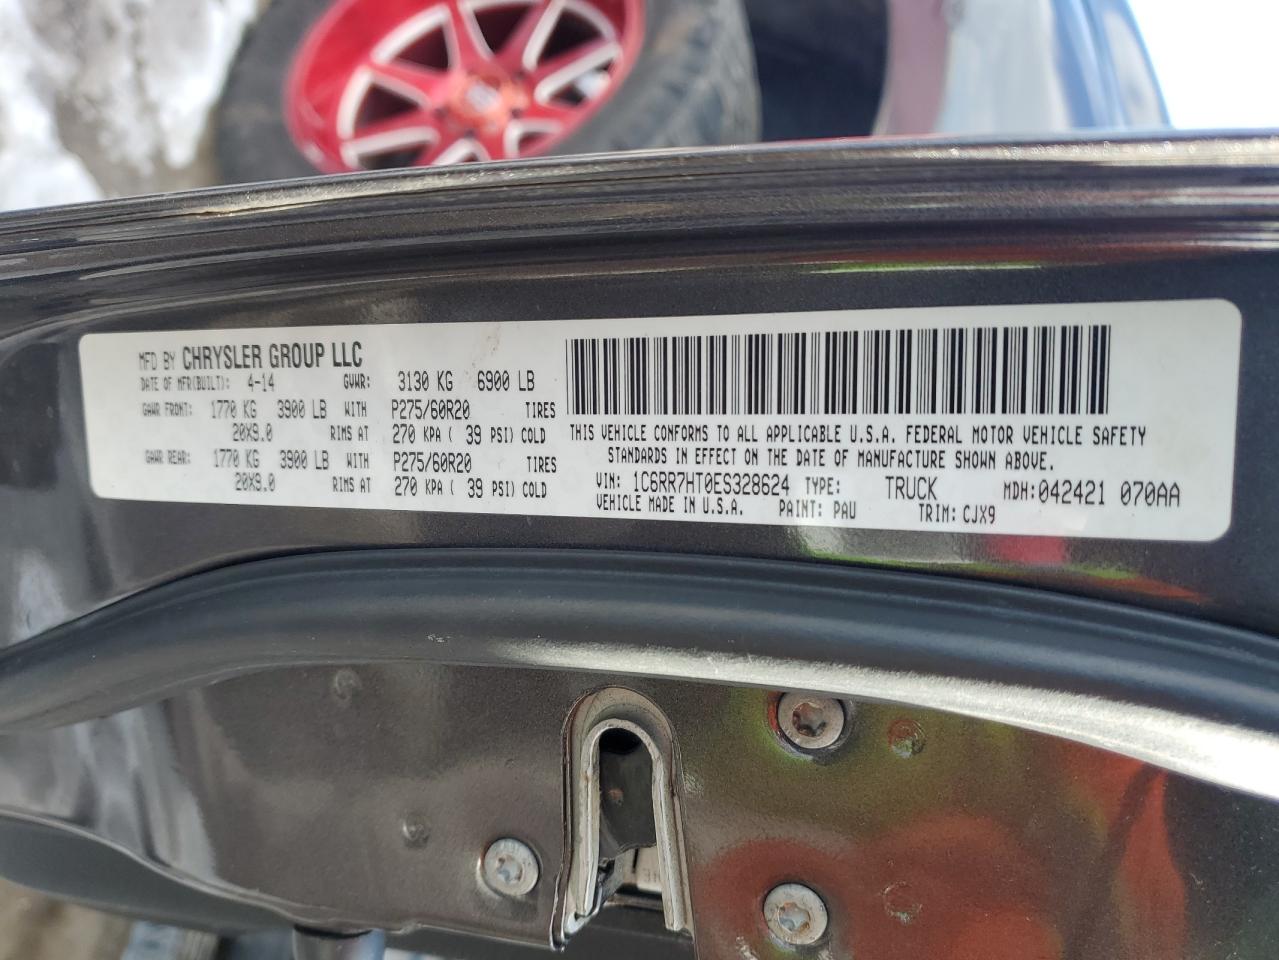 MFD BY CHRYSLER GROUP LLC
DATE OF MFR(BUILT): 4-14 GVWR: 3130 KG 6900 LB
GAWR FRONT: 1770 KG 3900 LB WITH P275/60R20 TIRES
20X9.0 RIMS AT 270 KPA ( 39 PSI) COLD
GAWR REAR: 1770 KG 3900 LB WITH P275/60R20 TIRES
20X9.0 RIMS AT 270 KPA ( 39 PSI) COLD
THIS VEHICLE CONFORMS TO ALL APPLICABLE U.S.A. FEDERAL MOTOR VEHICLE SAFETY
STANDARDS IN EFFECT ON THE DATE OF MANUFACTURE SHOWN ABOVE.
VIN: 1C6RR7HT0ES328624 TYPE: TRUCK MDH: 042421 070AA
VEHICLE MADE IN U.S.A. PAINT: PAU TRIM: CJX9